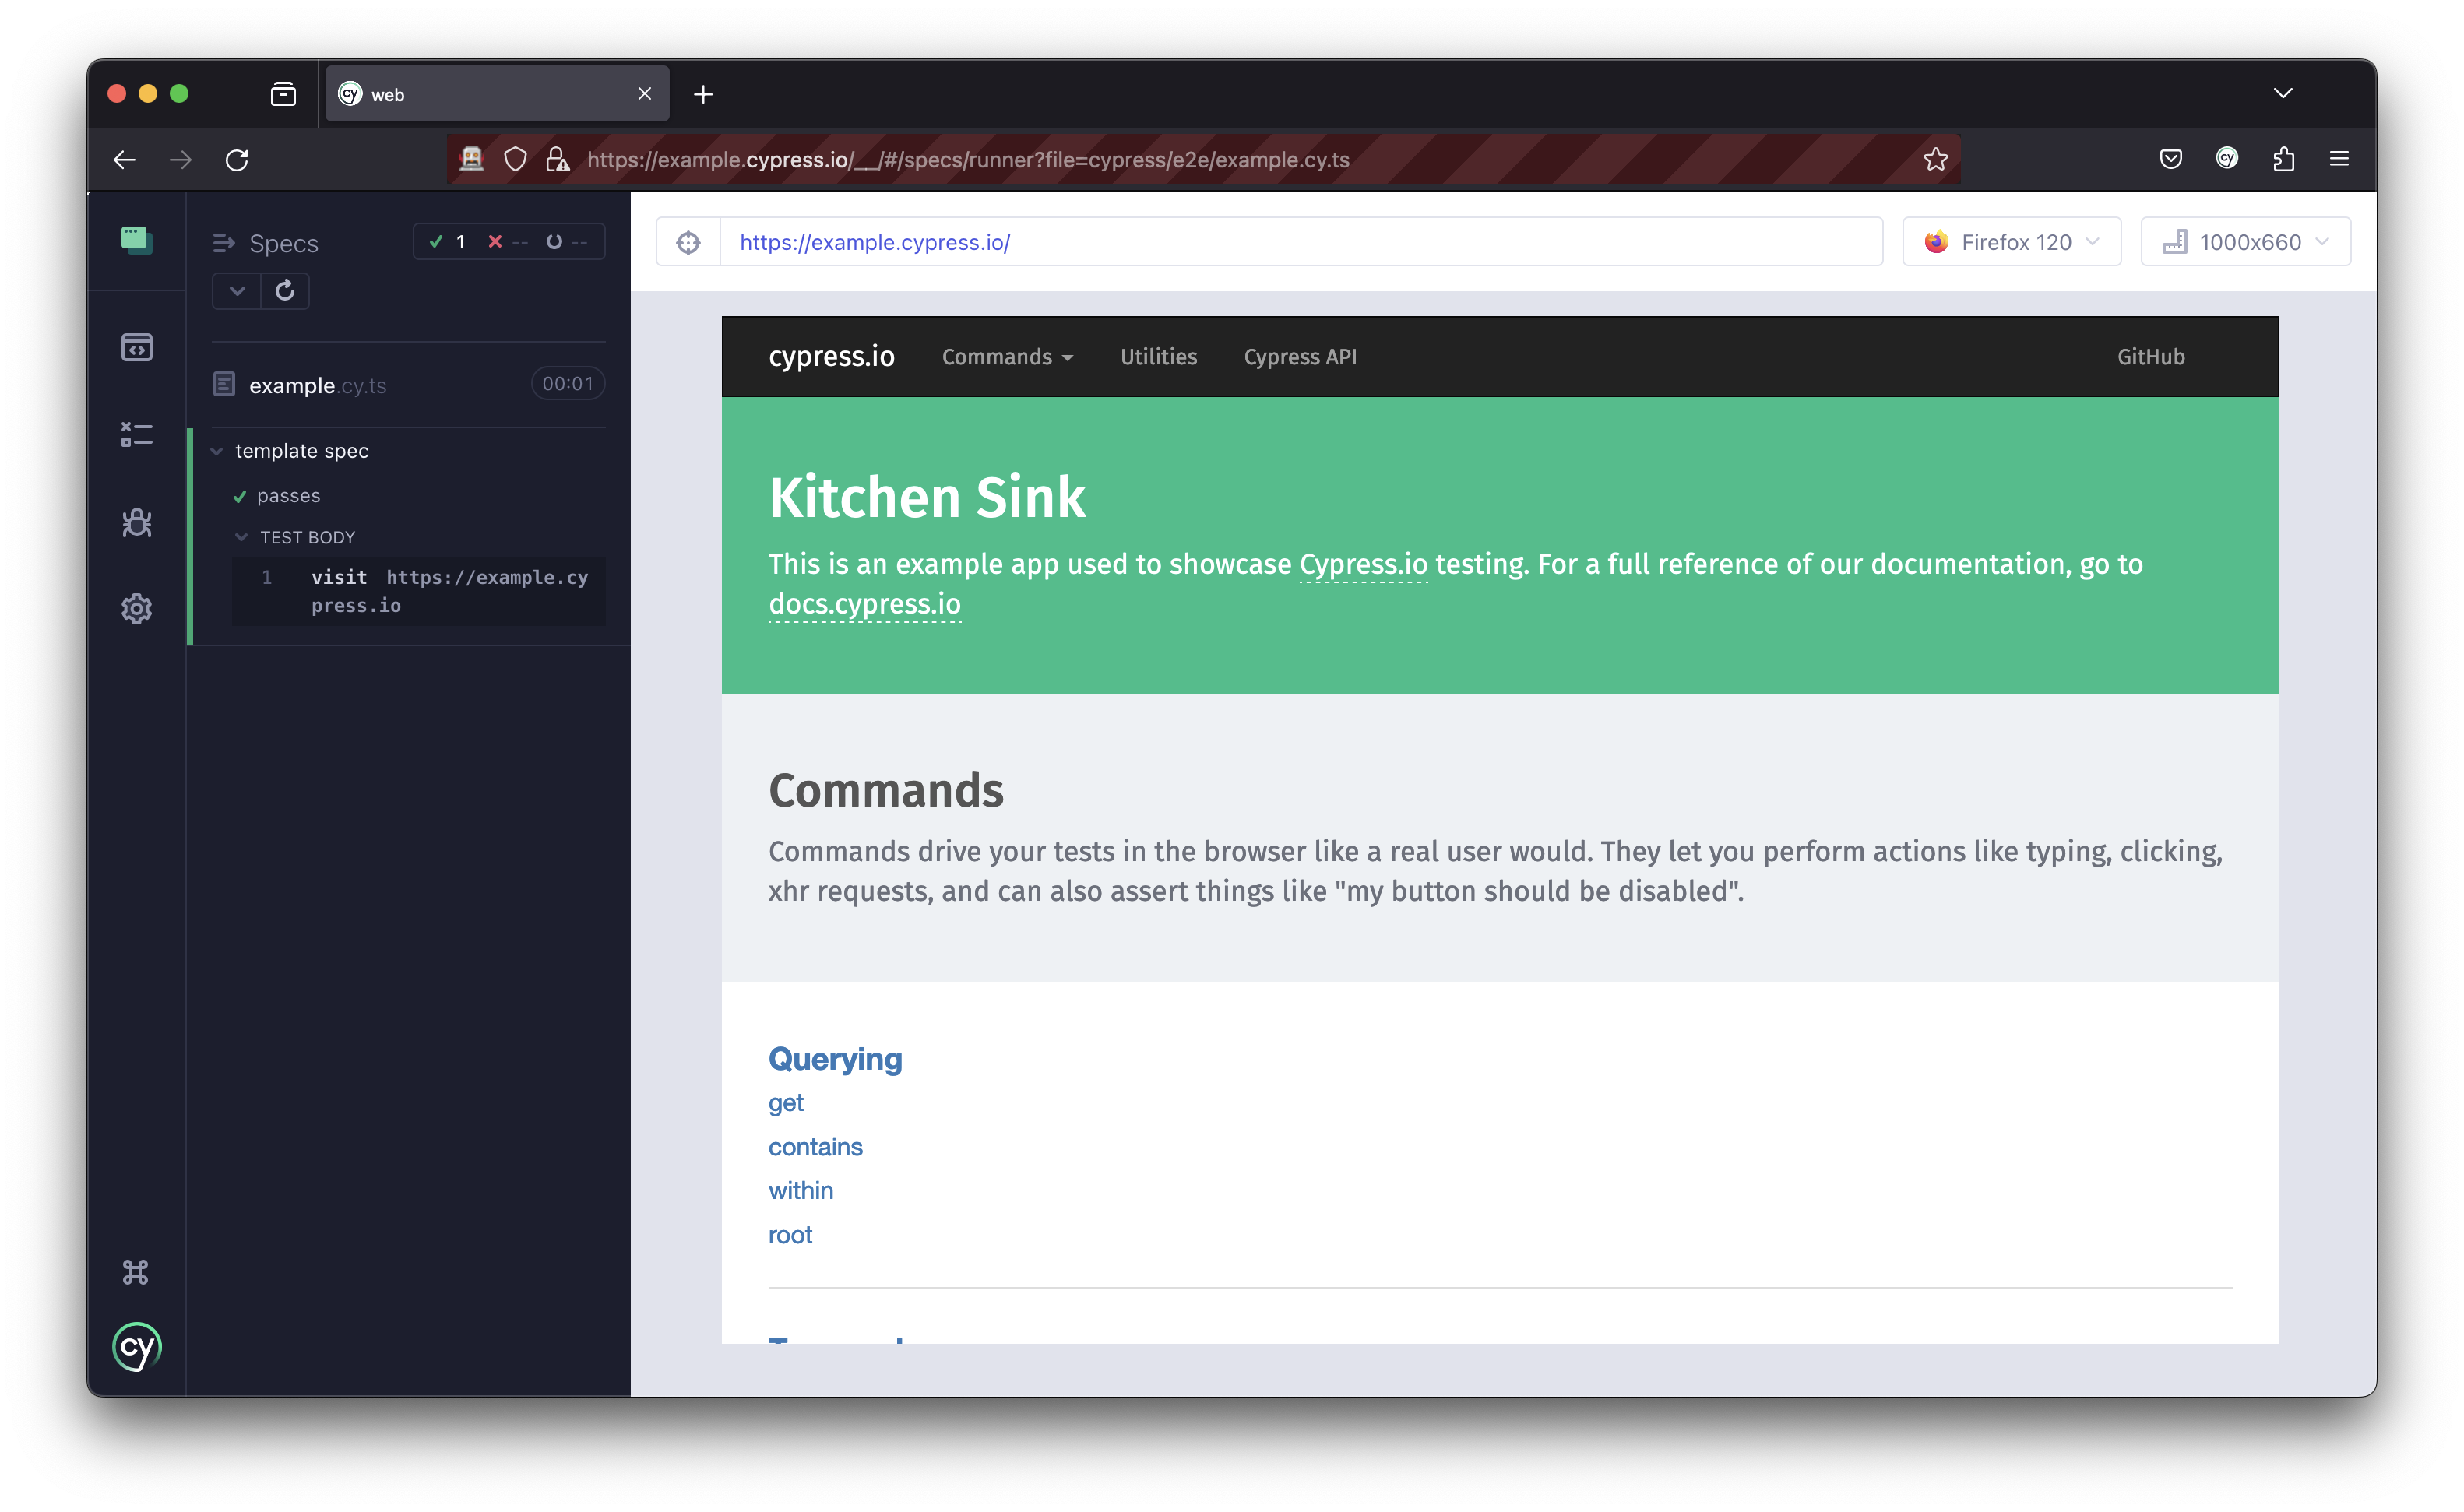 cy web
https://example.cypress.io/__/#/specs/runner?file=cypress/e2e/example.cy.ts
cy
Specs
1 -- --
example.cy.ts 00:01
template spec
passes
TEST BODY
1 visit https://example.cy
press.io
cy
https://example.cypress.io/
Firefox 120
1000x660
cypress.io Commands Utilities Cypress API GitHub
Kitchen Sink
This is an example app used to showcase Cypress.io testing. For a full reference of our documentation, go to
docs.cypress.io
Commands
Commands drive your tests in the browser like a real user would. They let you perform actions like typing, clicking,
xhr requests, and can also assert things like "my button should be disabled".
Querying
get
contains
within
root